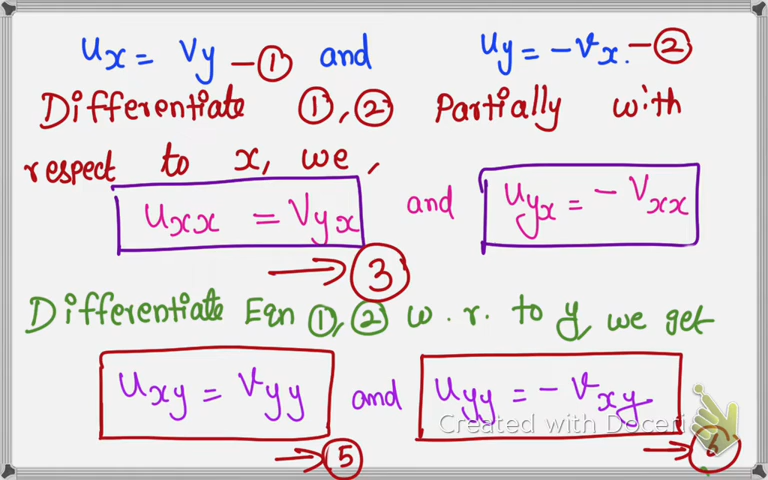 ux = vy - ① and uy = - vx. - ②
Differentiate ①, ② Partially with
respect to x, we ,
uxx = vyx and uyx = - vxx
→ ③
Differentiate Eqn ①, ② w.r. to y, we get
uxy = vyy and uyy = - vxy
Created with Doceri
→ ⑤ → ⑥